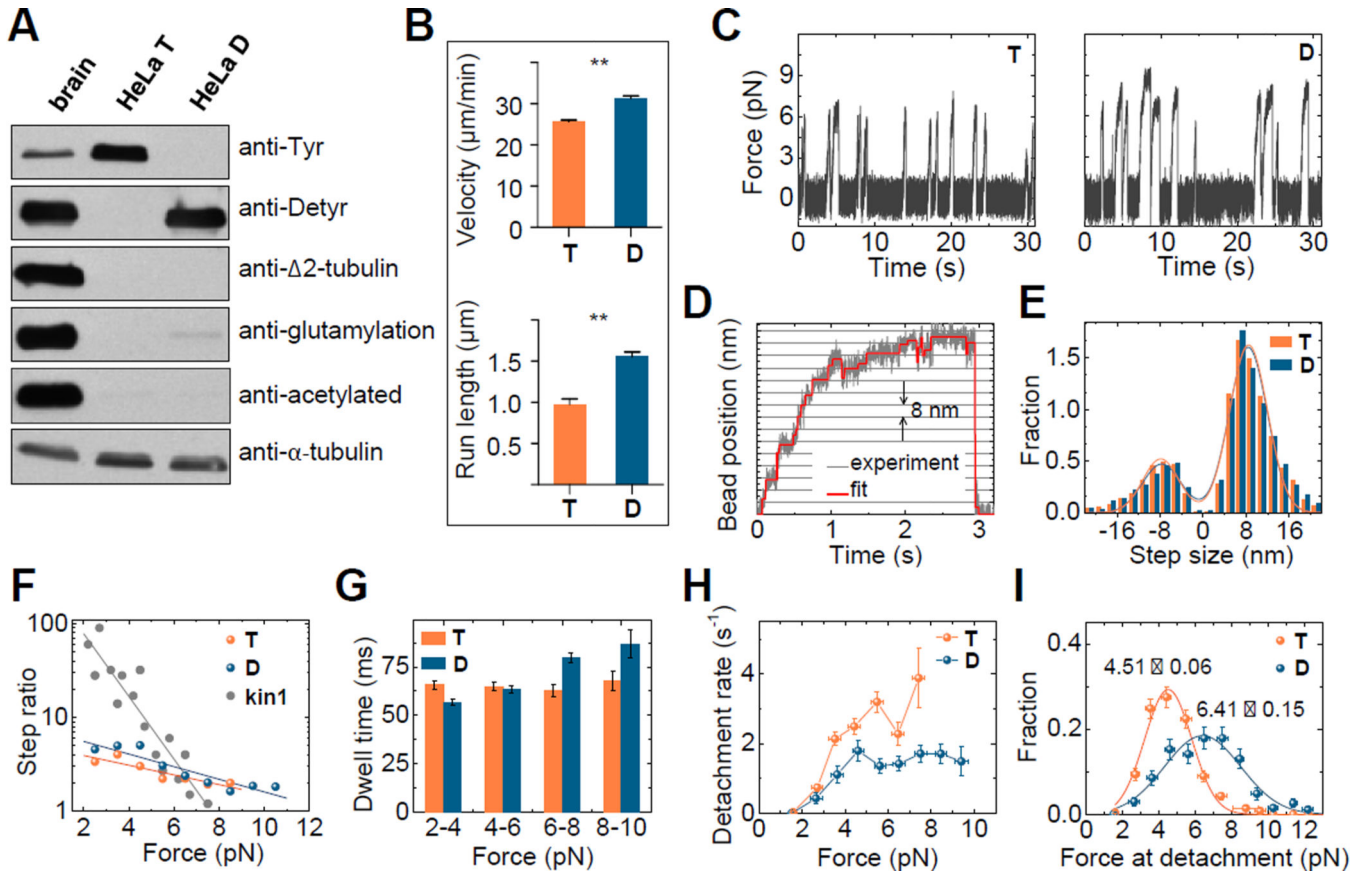 A
brain
HeLa T
HeLa D
anti-Tyr
anti-Detyr
anti-Δ2-tubulin
anti-glutamylation
anti-acetylated
anti-α-tubulin
B
**
Velocity (μm/min)
30
20
10
0
T
D
**
Run length (μm)
1.5
1.0
0.5
T
D
C
T
Force (pN)
9
6
3
0
0
10
20
30
Time (s)
D
0
10
20
30
Time (s)
D
Bead position (nm)
8 nm
experiment
fit
0
1
2
3
Time (s)
E
T
D
Fraction
1.5
1.0
0.5
0.0
-16
-8
0
8
16
Step size (nm)
F
Step ratio
100
10
1
T
D
kin1
2
4
6
8
10
12
Force (pN)
G
T
D
Dwell time (ms)
75
50
25
0
2-4
4-6
6-8
8-10
Force (pN)
H
T
D
Detachment rate (s⁻¹)
6
4
2
0
0
2
4
6
8
10
Force (pN)
I
T
D
4.51 0.06
6.41 0.15
Fraction
0.4
0.2
0.0
0
2
4
6
8
10
12
Force at detachment (pN)